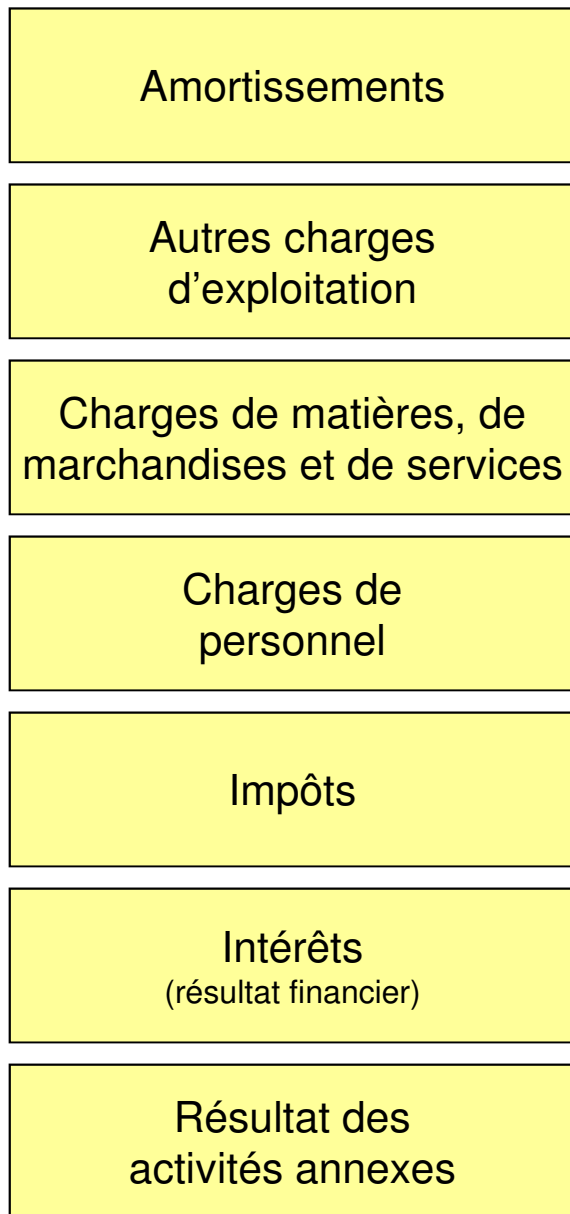 Amortissements
Autres charges
d'exploitation
Charges de matières, de
marchandises et de services
Charges de
personnel
Impôts
Intérêts
(résultat financier)
Résultat des
activités annexes